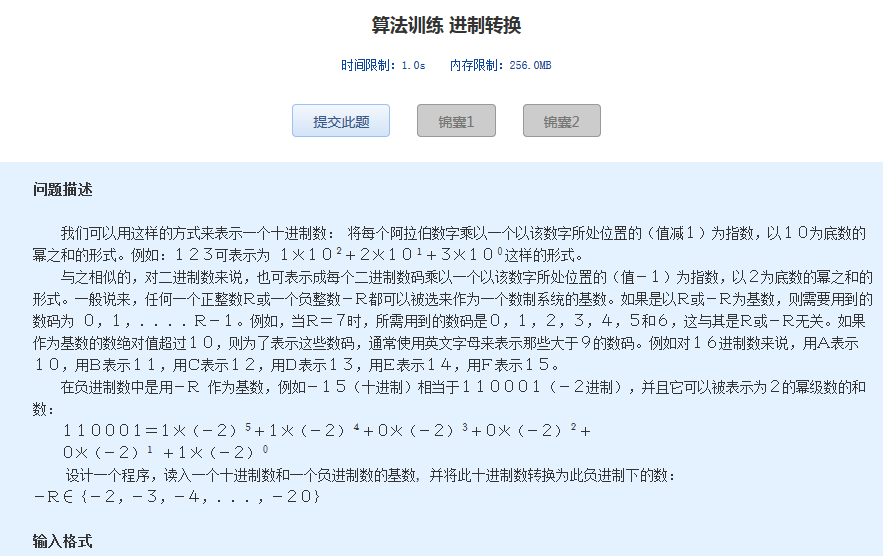 算法训练 进制转换
时间限制：1.0s 内存限制：256.0MB
提交此题 锦囊1 锦囊2
问题描述
我们可以用这样的方式来表示一个十进制数： 将每个阿拉伯数字乘以一个以该数字所处位置的（值减１）为指数，以１０为底数的
幂之和的形式。例如：１２３可表示为 １＊１０²＋２＊１０¹＋３＊１０⁰这样的形式。
与之相似的，对二进制数来说，也可表示成每个二进制数码乘以一个以该数字所处位置的（值－１）为指数，以２为底数的幂之和的
形式。一般说来，任何一个正整数Ｒ或一个负整数－Ｒ都可以被选来作为一个数制系统的基数。如果是以Ｒ或－Ｒ为基数，则需要用到的
数码为 ０，１，．．．．Ｒ－１。例如，当Ｒ＝７时，所需用到的数码是０，１，２，３，４，５和６，这与其是Ｒ或－Ｒ无关。如果
作为基数的数绝对值超过１０，则为了表示这些数码，通常使用英文字母来表示那些大于９的数码。例如对１６进制数来说，用Ａ表示
１０，用Ｂ表示１１，用Ｃ表示１２，用Ｄ表示１３，用Ｅ表示１４，用Ｆ表示１５。
在负进制数中是用－Ｒ 作为基数，例如－１５（十进制）相当于１１０００１（－２进制），并且它可以被表示为２的幂级数的和
数：
１１０００１＝１＊（－２）⁵＋１＊（－２）⁴＋０＊（－２）³＋０＊（－２）²＋
０＊（－２）¹ ＋１＊（－２）⁰
设计一个程序，读入一个十进制数和一个负进制数的基数, 并将此十进制数转换为此负进制下的数：
－Ｒ∈｛－２，－３，－４，．．．，－２０｝
输入格式